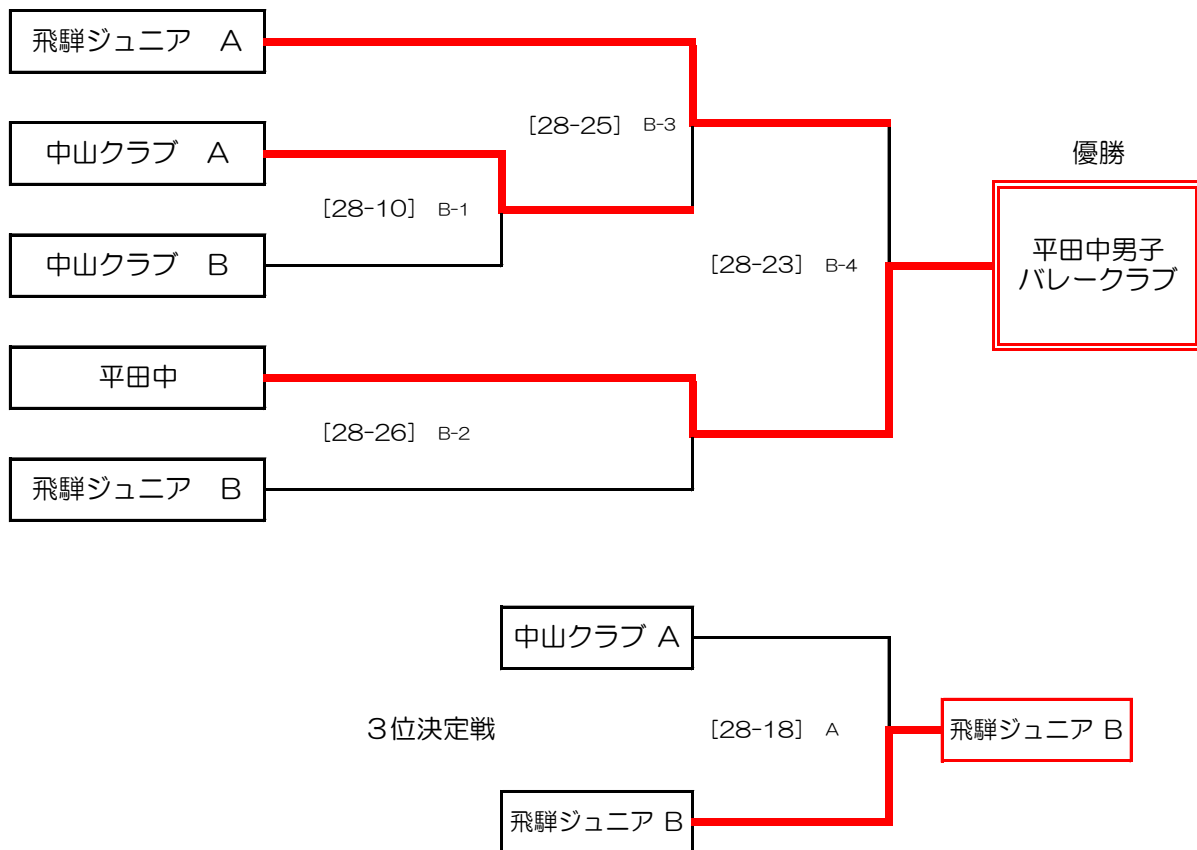 飛騨ジュニア　A
[28-25]　B-3
中山クラブ　A
優勝
[28-10]　B-1
中山クラブ　B
[28-23]　B-4
平田中男子
バレークラブ
平田中
[28-26]　B-2
飛騨ジュニア　B
中山クラブ A
３位決定戦
[28-18]　A
飛騨ジュニア B
飛騨ジュニア B